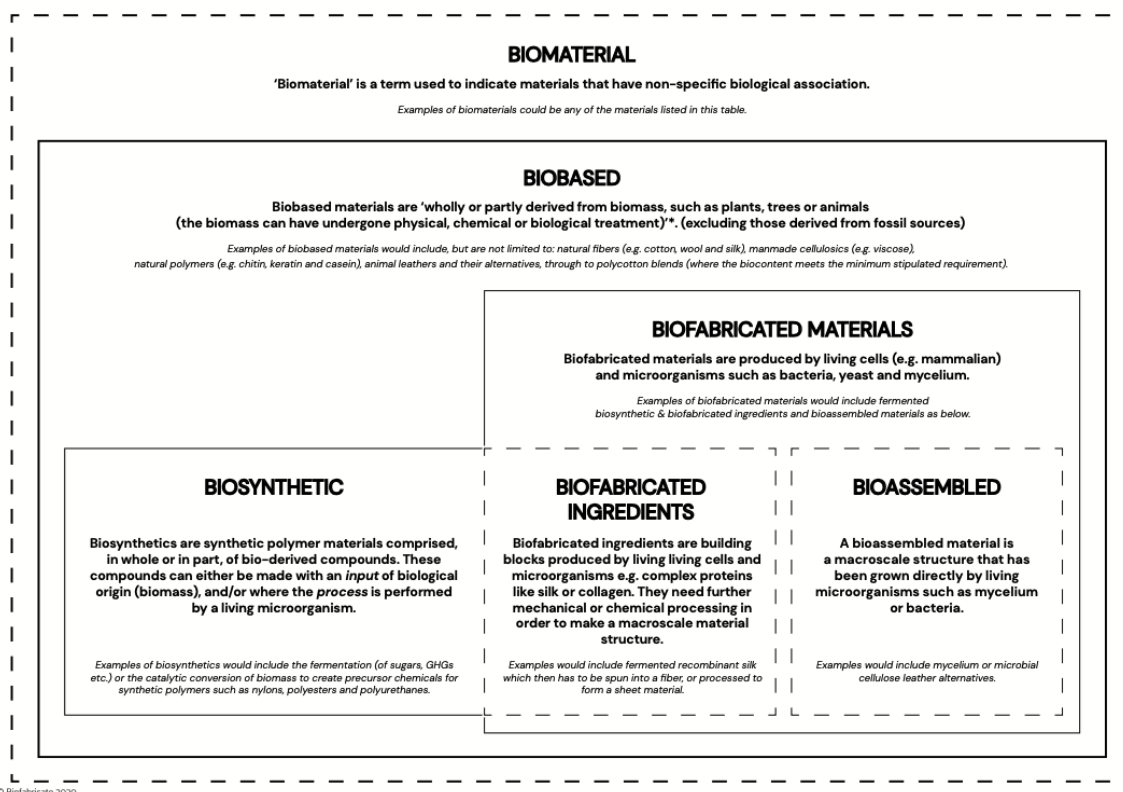 BIOMATERIAL
‘Biomaterial’ is a term used to indicate materials that have non-specific biological association.
Examples of biomaterials could be any of the materials listed in this table.
BIOBASED
Biobased materials are ‘wholly or partly derived from biomass, such as plants, trees or animals
(the biomass can have undergone physical, chemical or biological treatment)’*. (excluding those derived from fossil sources)
Examples of biobased materials would include, but are not limited to: natural fibers (e.g. cotton, wool and silk), manmade cellulosics (e.g. viscose),
natural polymers (e.g. chitin, keratin and casein), animal leathers and their alternatives, through to polycotton blends (where the biocontent meets the minimum stipulated requirement).
BIOFABRICATED MATERIALS
Biofabricated materials are produced by living cells (e.g. mammalian)
and microorganisms such as bacteria, yeast and mycelium.
Examples of biofabricated materials would include fermented
biosynthetic & biofabricated ingredients and bioassembled materials as below.
BIOSYNTHETIC
Biosynthetics are synthetic polymer materials comprised,
in whole or in part, of bio-derived compounds. These
compounds can either be made with an input of biological
origin (biomass), and/or where the process is performed
by a living microorganism.
Examples of biosynthetics would include the fermentation (of sugars, GHGs
etc.) or the catalytic conversion of biomass to create precursor chemicals for
synthetic polymers such as nylons, polyesters and polyurethanes.
BIOFABRICATED
INGREDIENTS
Biofabricated ingredients are building
blocks produced by living living cells and
microorganisms e.g. complex proteins
like silk or collagen. They need further
mechanical or chemical processing in
order to make a macroscale material
structure.
Examples would include fermented recombinant silk
which then has to be spun into a fiber, or processed to
form a sheet material.
BIOASSEMBLED
A bioassembled material is
a macroscale structure that has
been grown directly by living
microorganisms such as mycelium
or bacteria.
Examples would include mycelium or microbial
cellulose leather alternatives.
© Biofabricate 2020